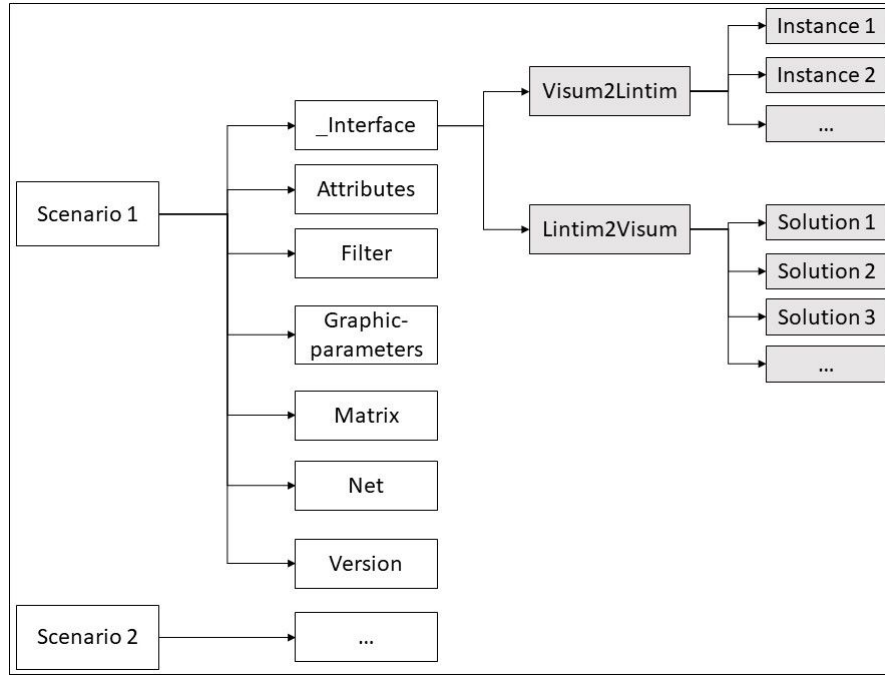 Scenario 1
_Interface
Attributes
Filter
Graphic-
parameters
Matrix
Net
Version
Visum2Lintim
Instance 1
Instance 2
...
Lintim2Visum
Solution 1
Solution 2
Solution 3
...
Scenario 2
...